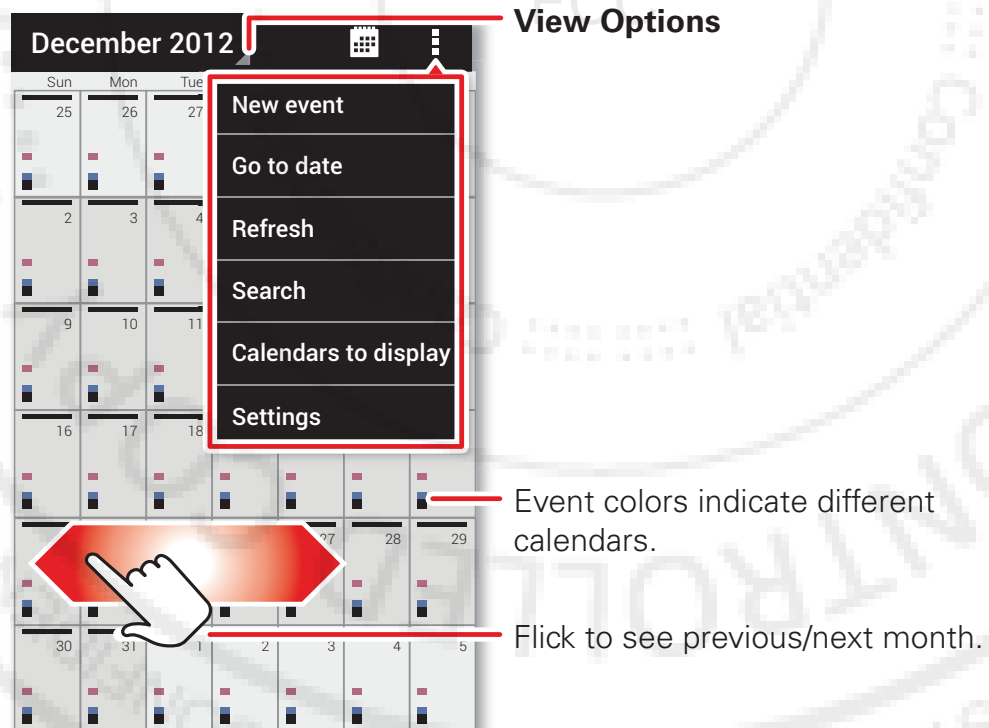 View Options
December 2012
Sun Mon Tue
25 26 27
New event
Go to date
2 3 4
Refresh
Search
9 10 11
Calendars to display
16 17 18
Settings
Event colors indicate different
calendars.
27 28 29
Flick to see previous/next month.
30 31 1 2 3 4 5
Confidential